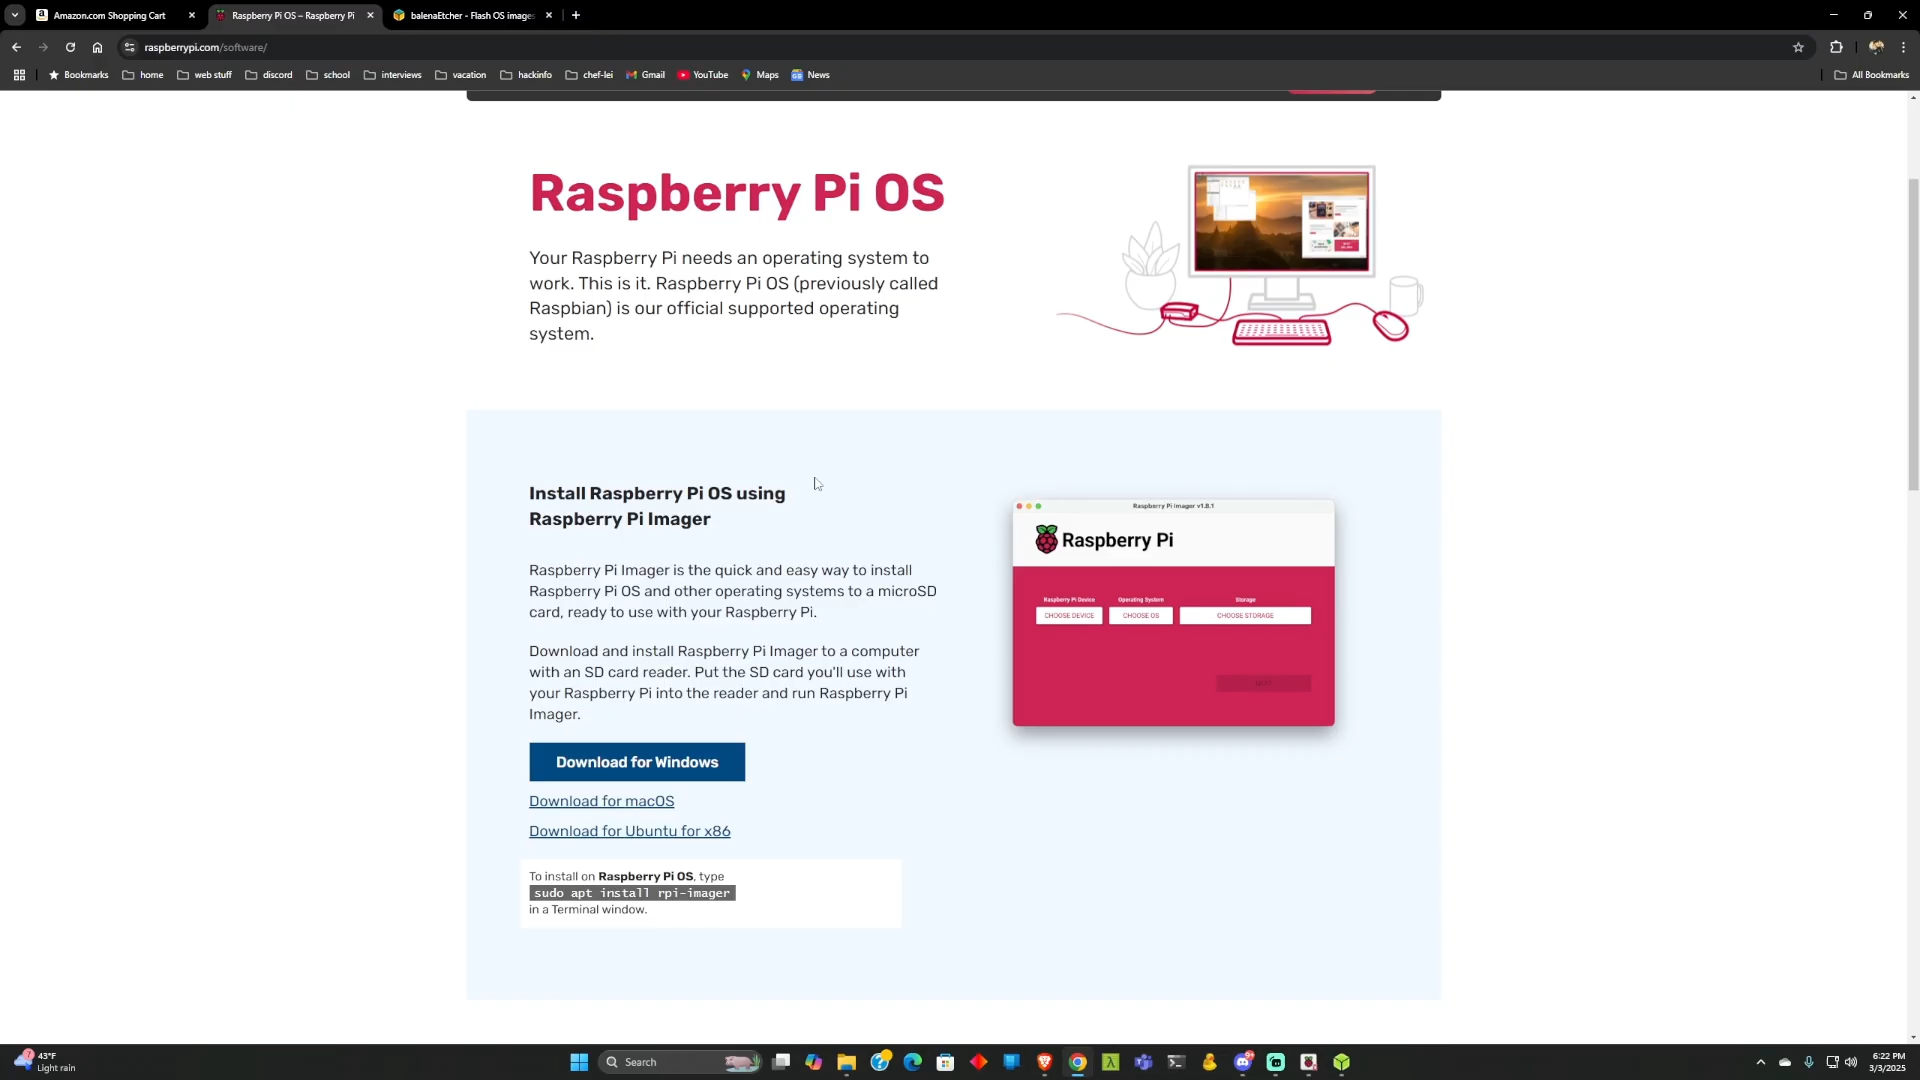 Amazon.com Shopping Cart
Raspberry Pi OS – Raspberry Pi
balenaEtcher - Flash OS images
raspberrypi.com/software/
Bookmarks
home
web stuff
discord
school
interviews
vacation
hackinfo
chef-lei
Gmail
YouTube
Maps
News
All Bookmarks
Raspberry Pi OS
Your Raspberry Pi needs an operating system to
work. This is it. Raspberry Pi OS (previously called
Raspbian) is our official supported operating
system.
Install Raspberry Pi OS using
Raspberry Pi Imager
Raspberry Pi Imager is the quick and easy way to install
Raspberry Pi OS and other operating systems to a microSD
card, ready to use with your Raspberry Pi.
Download and install Raspberry Pi Imager to a computer
with an SD card reader. Put the SD card you'll use with
your Raspberry Pi into the reader and run Raspberry Pi
Imager.
Download for Windows
Download for macOS
Download for Ubuntu for x86
To install on Raspberry Pi OS, type
sudo apt install rpi-imager
in a Terminal window.
Raspberry Pi Imager v1.8.1
Raspberry Pi
Raspberry Pi Device
Operating System
Storage
CHOOSE DEVICE
CHOOSE OS
CHOOSE STORAGE
NEXT
43°F
Light rain
Search
6:22 PM
3/3/2025